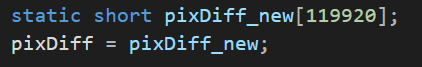 static short pixDiff_new[119920];
pixDiff = pixDiff_new;